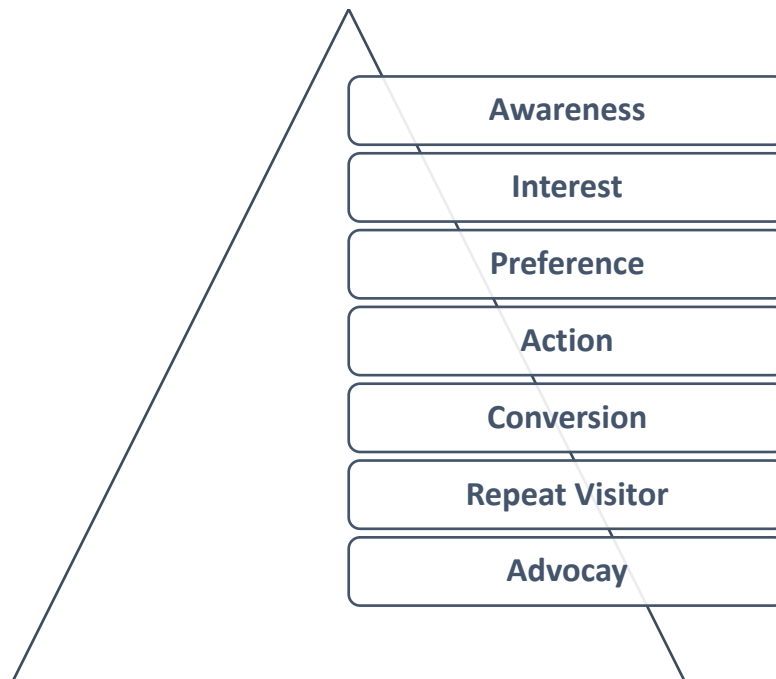 Awareness
Interest
Preference
Action
Conversion
Repeat Visitor
Advocay